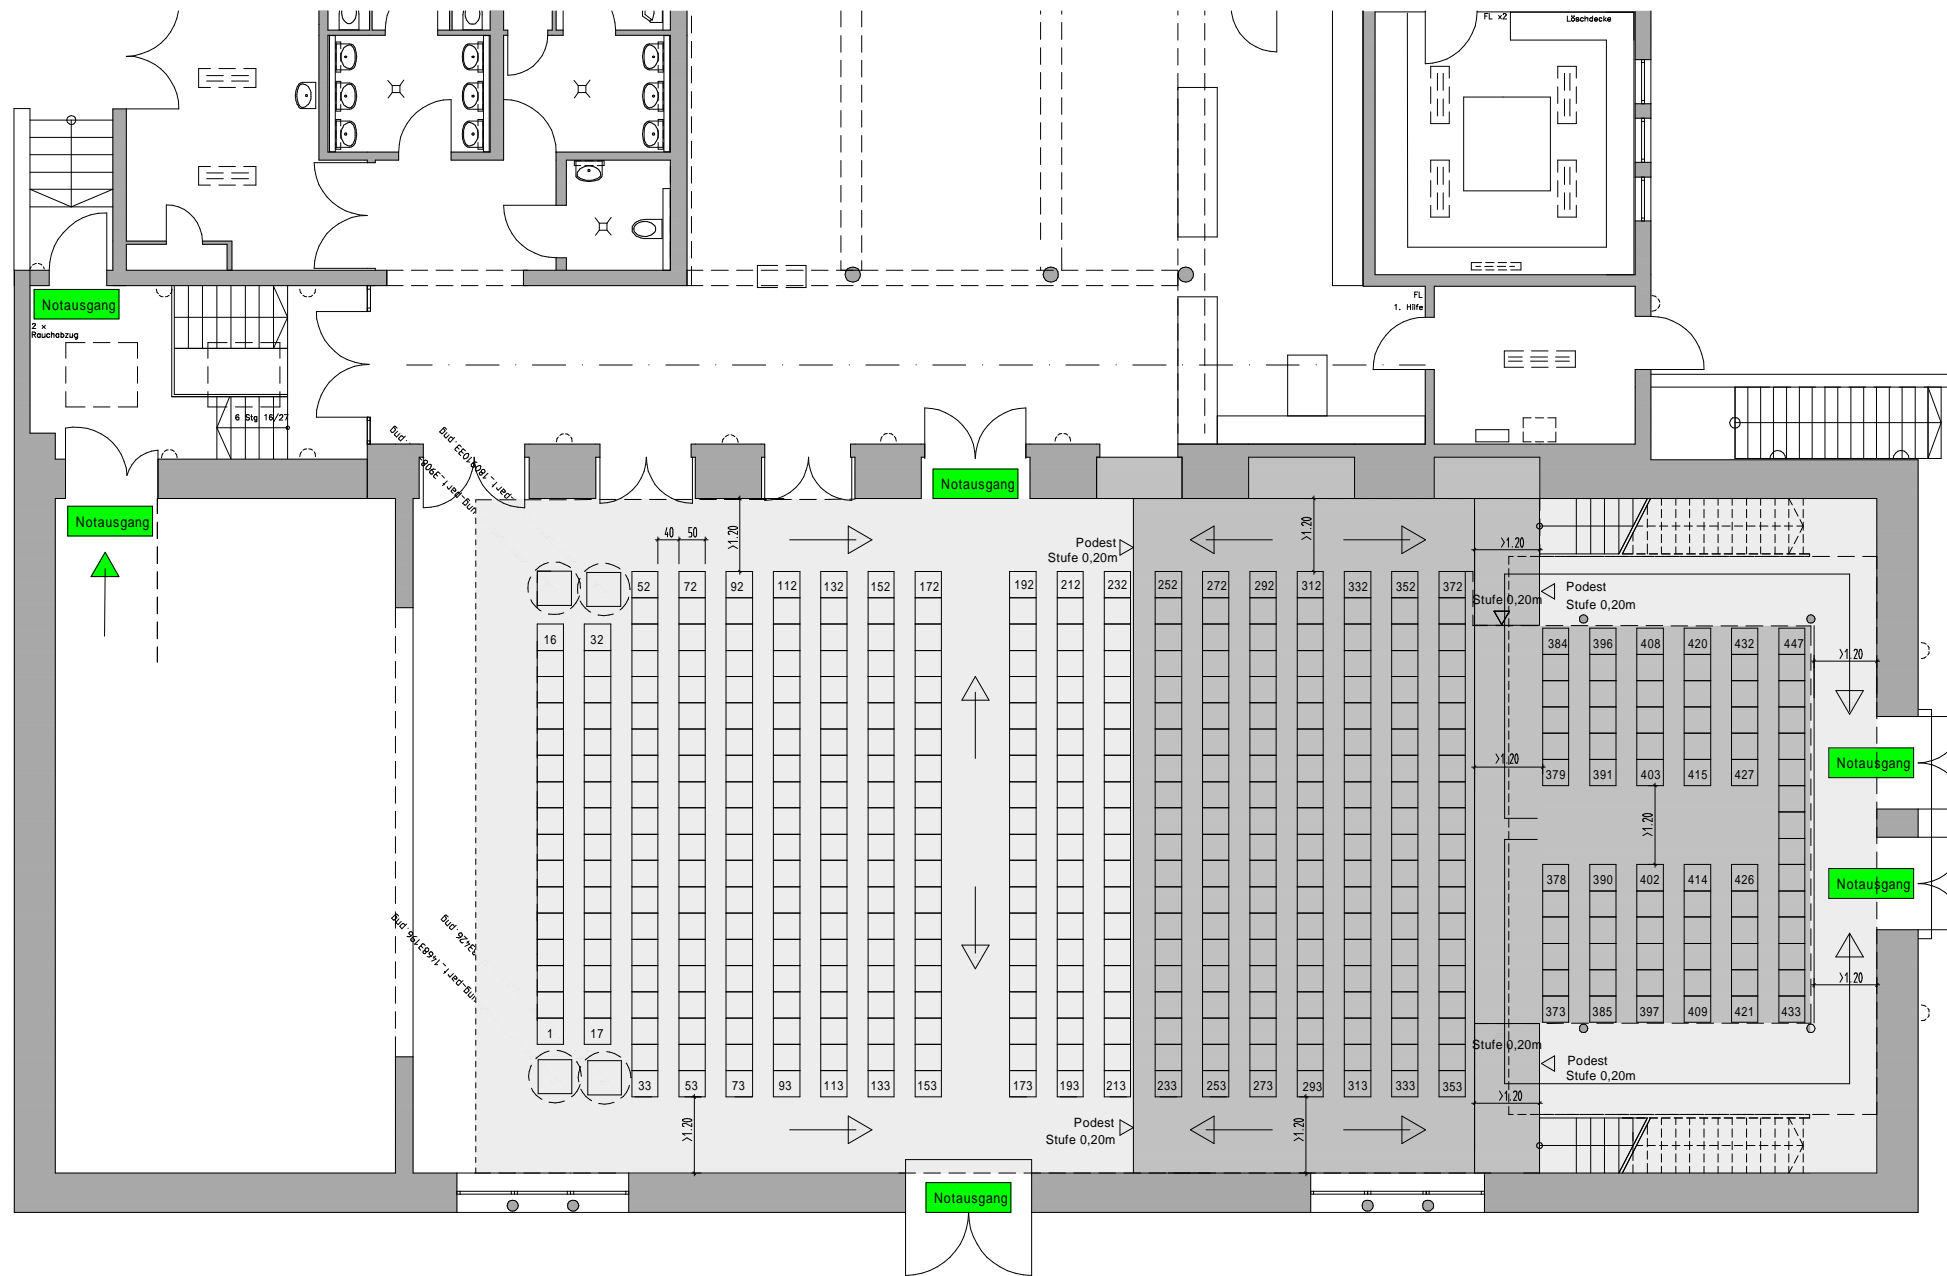 FL x2
Löschdecke
Notausgang
2 x
Rauchabzug
FL
1. Hilfe
6 Stg 16/27
Notausgang
Notausgang
40 50
>1.20
>1.20
Podest
Stufe 0,20m
>1.20
52 72 92 112 132 152 172 192 212 232 252 272 292 312 332 352 372
Stufe 0,20m
Podest
Stufe 0,20m
16 32
384 396 408 420 432 447
>1.20
>1.20
379 391 403 415 427
Notausgang
>1.20
378 390 402 414 426
Notausgang
>1.20
373 385 397 409 421 433
1 17
Stufe 0,20m
Podest
Stufe 0,20m
33 53 73 93 113 133 153 173 193 213 233 253 273 293 313 333 353
>1.20
>1.20
>1.20
Podest
Stufe 0,20m
Notausgang